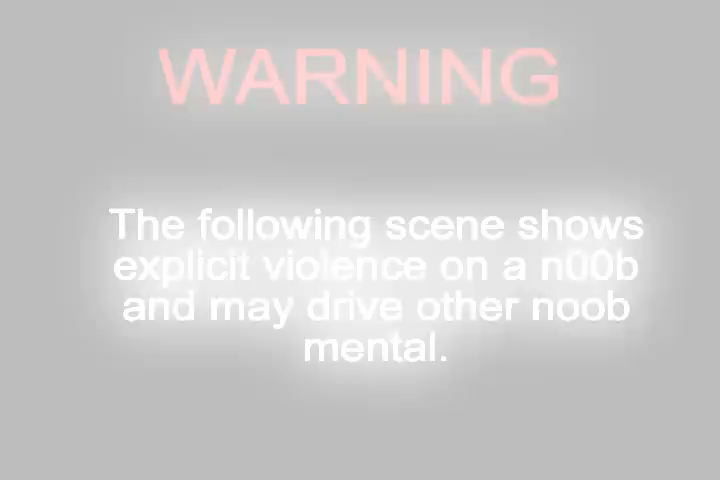 WARNING
The following scene shows
explicit violence on a n00b
and may drive other noob
mental.